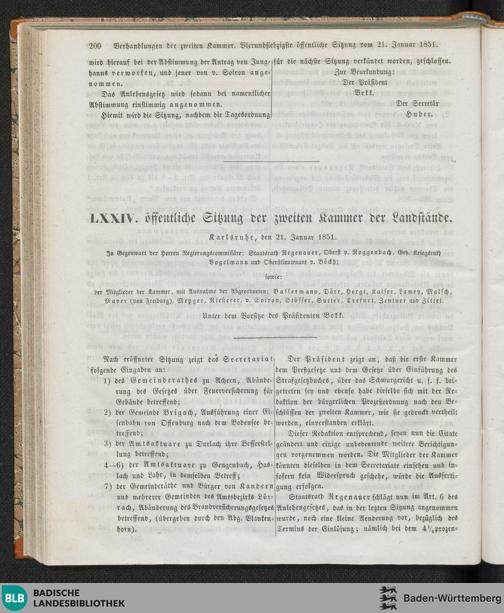 200 Verhandlungen der zweiten Kammer. Vierundsiebzigste öffentliche Sitzung vom 21. Januar 1851.
wird hierauf bei der Abstimmung der Antrag von Jung-
hanns verworfen, und jener von v. Soiron ange-
nommen.
Das Anlehensgesetz wird sodann bei namentlicher
Abstimmung einstimmig angenommen.
Hiemit wird die Sitzung, nachdem die Tagesordnung
für die nächste Sitzung verkündet worden, geschlossen.
Zur Beurkundung:
Der Präsident
Bekk.
Der Secretär
Huber.
LXXIV. öffentliche Sitzung der zweiten Kammer der Landstände.
Karlsruhe, den 21. Januar 1851.
In Gegenwart der Herren Regierungscommissäre: Staatsrath Regenauer, Oberst v. Roggenbach, Geh. Kriegsrath
Vogelmann und Oberstlieutenant v. Böckh;
sowie:
der Mitglieder der Kammer, mit Ausnahme der Abgeordneten: Bassermann, Dörr, Hergt, Kaiser, Lamey, Malsch,
Mayer (von Freiburg), Metzger, Rieferer, v. Soiron, Stösser, Sutter, Trefurt, Zentner und Zittel.
Unter dem Vorsitze des Präsidenten Bekk.
Nach eröffneter Sitzung zeigt das Secretariat
folgende Eingaben an:
1) des Gemeinderathes zu Achern, Abände-
rung des Gesetzes über Feuerversicherung für
Gebäude betreffend;
2) der Gemeinde Brigach, Ausführung einer Ei-
senbahn von Offenburg nach dem Bodensee be-
treffend;
3) der Amtsaktuare zu Durlach ihre Besserstel-
lung betreffend;
4—6) der Amtsaktuare zu Gengenbach, Has-
lach und Lahr, in demselben Betreff;
7) der Gemeinderäthe und Bürger von Kandern
und mehrerer Gemeinden des Amtsbezirks Lör-
rach, Abänderung des Brandversicherungsgesetzes
betreffend, (übergeben durch den Abg. Blanken-
horn).
Der Präsident zeigt an, daß die erste Kammer
dem Preßgesetz und dem Gesetze über Einführung des
Strafgesetzbuches, über das Schwurgericht u. s. f. bei-
getreten sey und ebenso habe dieselbe sich mit der Re-
daktion der bürgerlichen Prozeßordnung nach den Be-
schlüssen der zweiten Kammer, wie sie gedruckt vertheilt
worden, einverstanden erklärt.
Dieser Redaktion entsprechend, seyen nun die Citate
geändert und einige unbedeutende weitere Berichtigun-
gen vorgenommen worden. Die Mitglieder der Kammer
könnten dieselben in dem Secretariate einsehen und in-
sofern kein Widerspruch geschehe, würde die Ausferti-
gung erfolgen.
Staatsrath Regenauer schlägt nun im Art. 6 des
Anlehensgesetzes, das in der letzten Sitzung angenommen
wurde, noch eine kleine Aenderung vor, bezüglich des
Termins der Einlösung; nämlich bei dem 4½prozen-
BLB
BADISCHE
LANDESBIBLIOTHEK
Baden-Württemberg